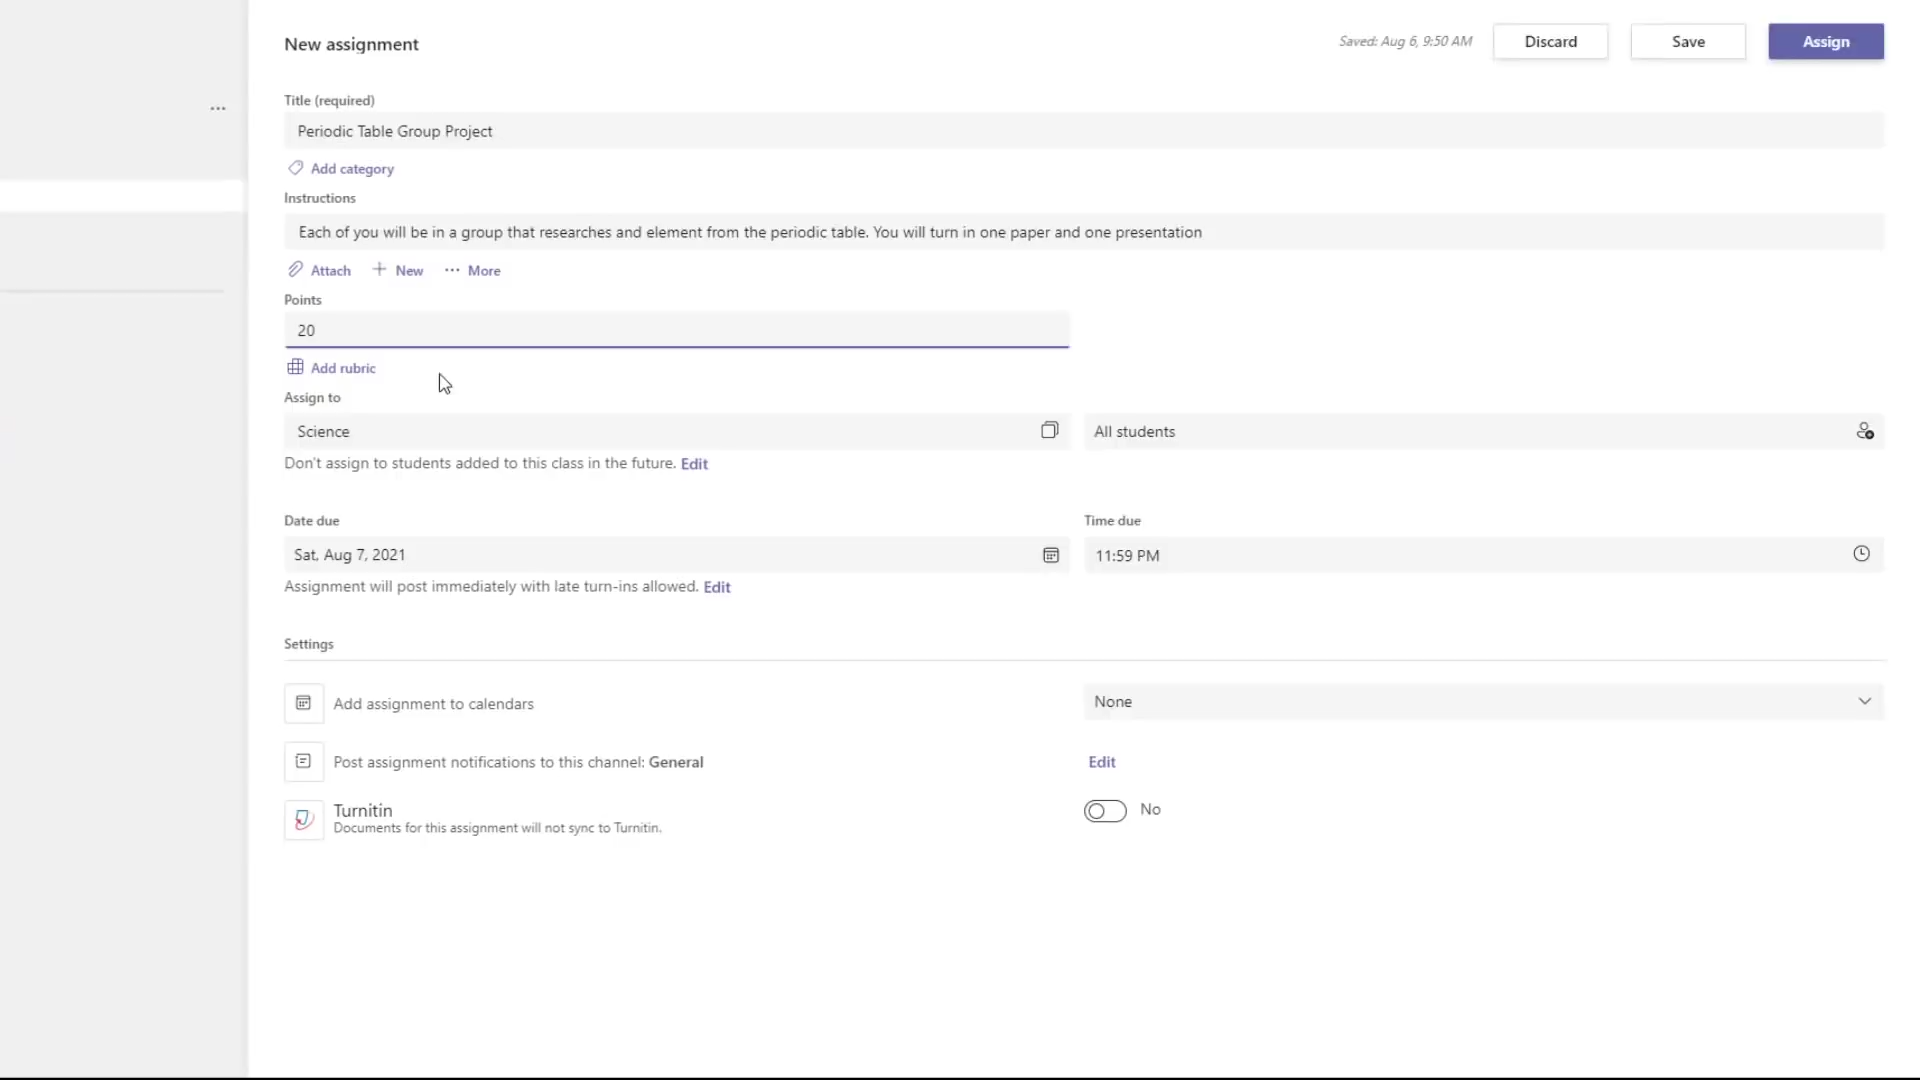 New assignment
Saved: Aug 6, 9:50 AM
Discard
Save
Assign
Title (required)
Periodic Table Group Project
Add category
Instructions
Each of you will be in a group that researches and element from the periodic table. You will turn in one paper and one presentation
Attach
New
More
Points
20
Add rubric
Assign to
Science
All students
Don't assign to students added to this class in the future. Edit
Date due
Time due
Sat, Aug 7, 2021
11:59 PM
Assignment will post immediately with late turn-ins allowed. Edit
Settings
Add assignment to calendars
None
Post assignment notifications to this channel: General
Edit
Turnitin
No
Documents for this assignment will not sync to Turnitin.